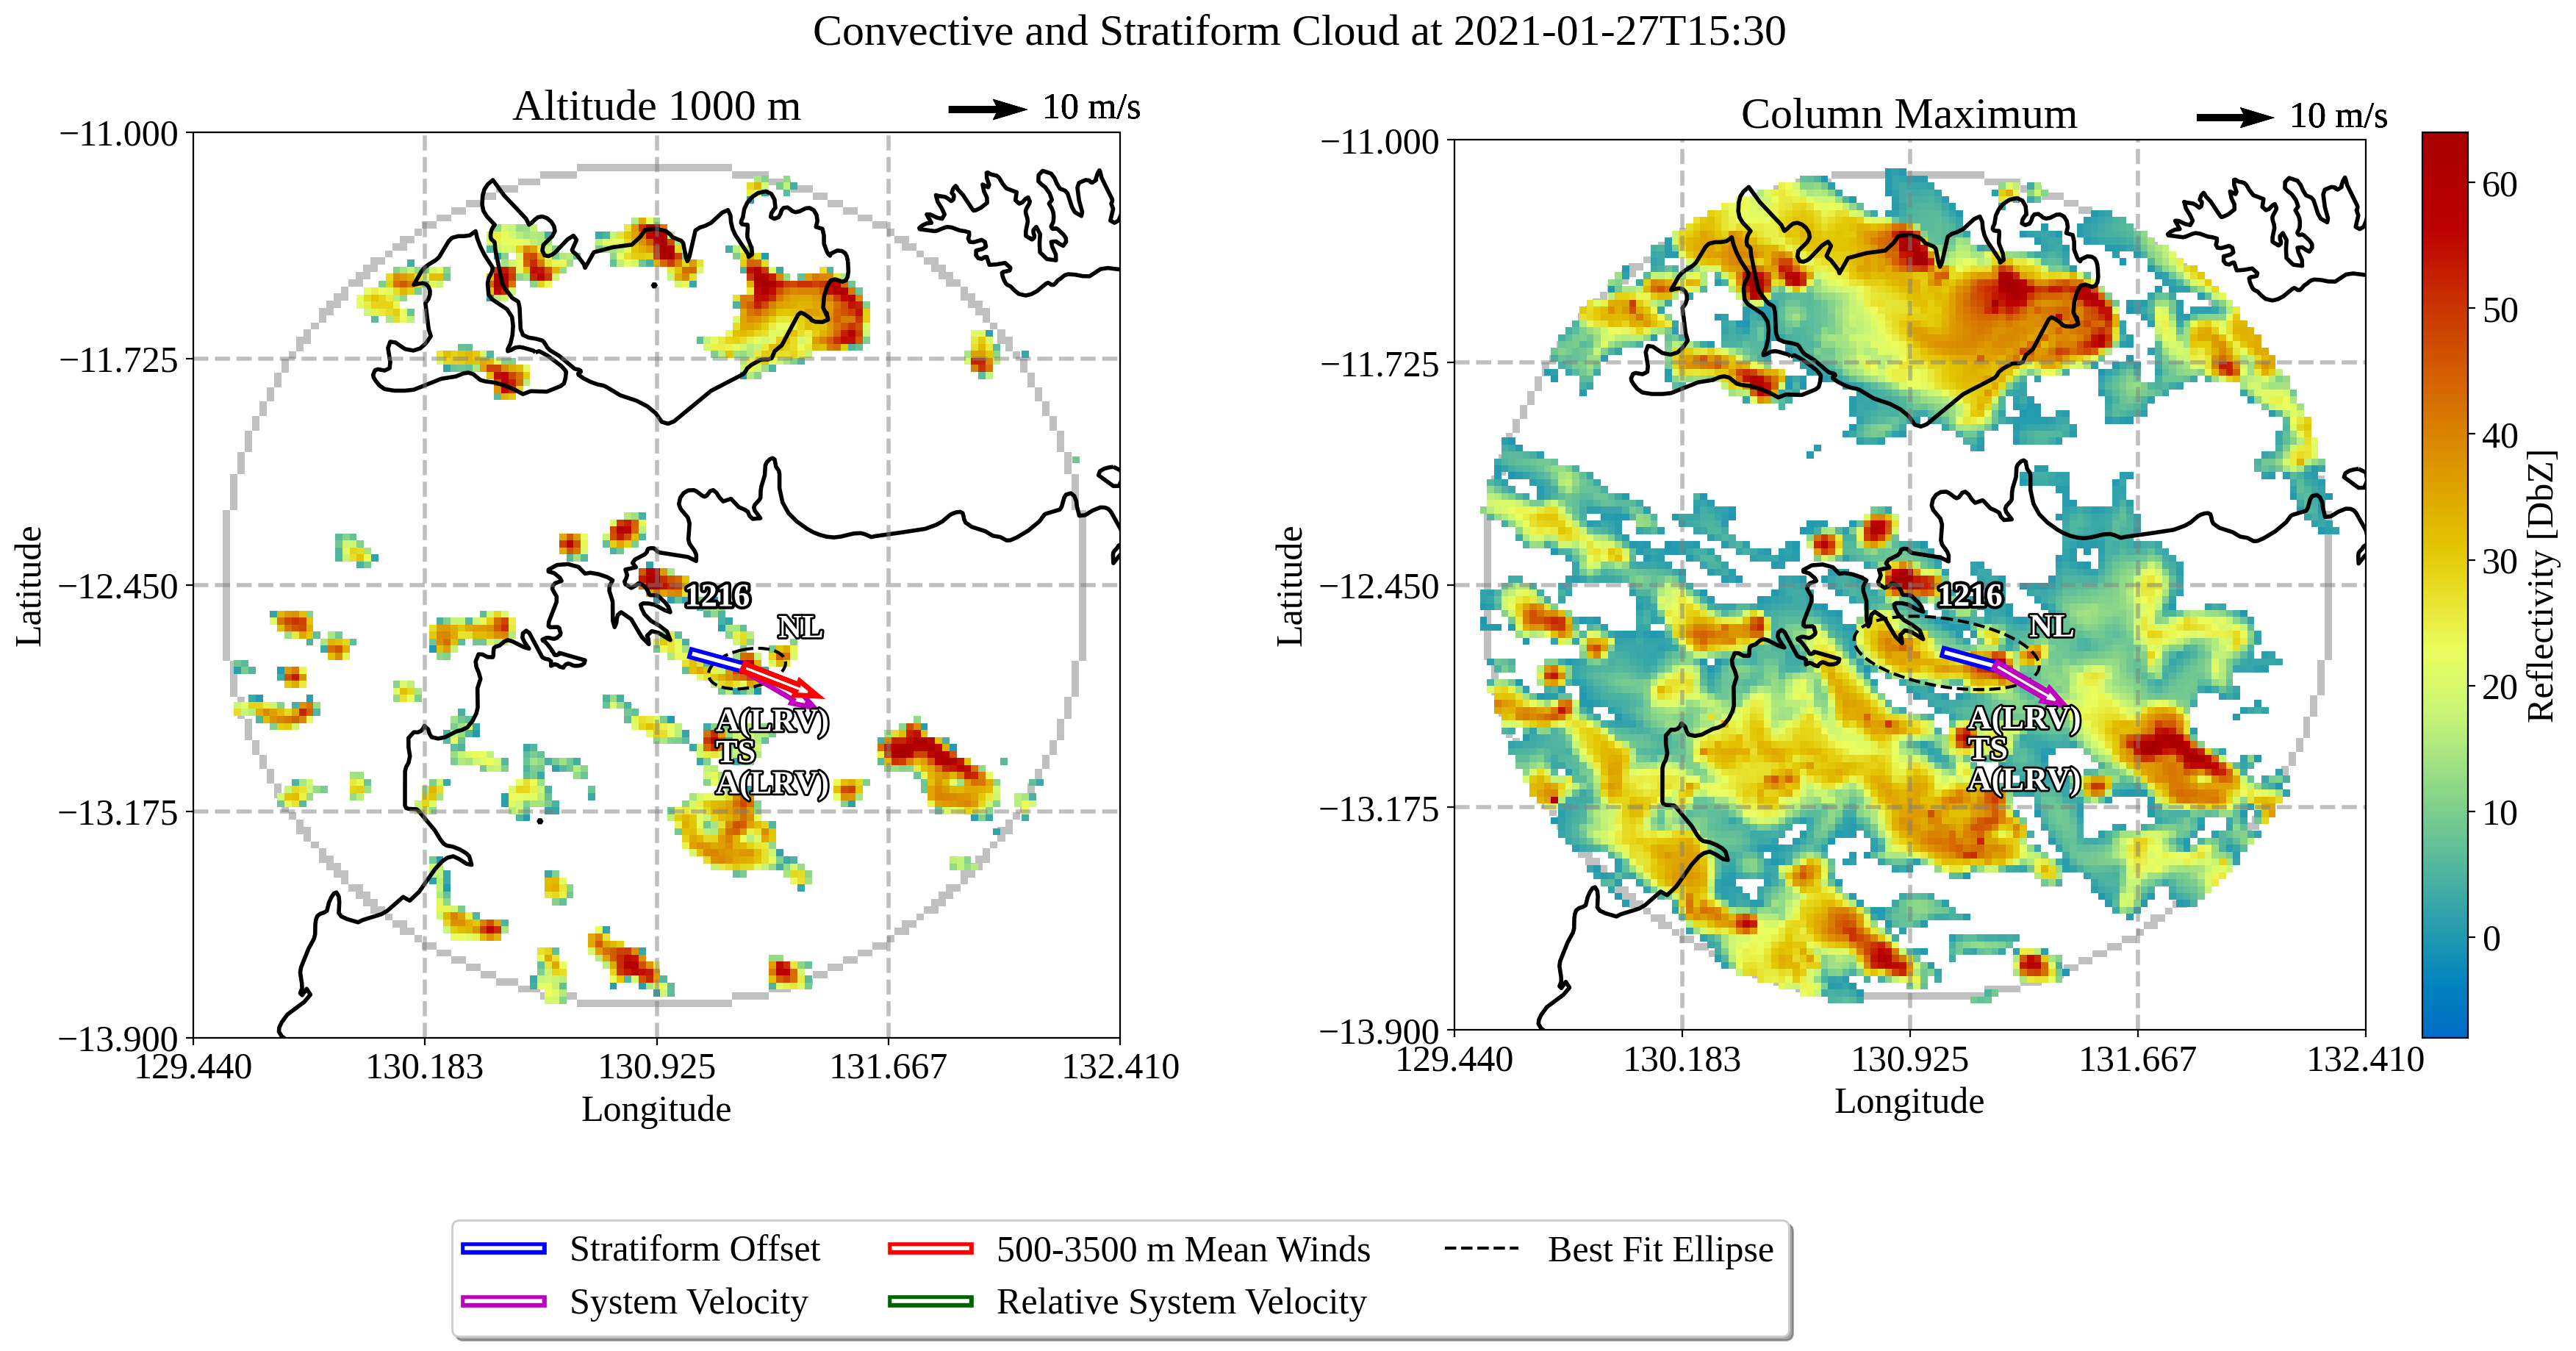 Convective and Stratiform Cloud at 2021-01-27T15:30
Altitude 1000 m
10 m/s
−11.000
−11.725
−12.450
−13.175
−13.900
Latitude
1216
NL
A(LRV)
TS
A(LRV)
129.440
130.183
130.925
131.667
132.410
Longitude
Column Maximum
10 m/s
−11.000
−11.725
−12.450
−13.175
−13.900
Latitude
1216
NL
A(LRV)
TS
A(LRV)
129.440
130.183
130.925
131.667
132.410
Longitude
60
50
40
30
20
10
0
Reflectivity [DbZ]
Stratiform Offset
System Velocity
500-3500 m Mean Winds
Relative System Velocity
Best Fit Ellipse